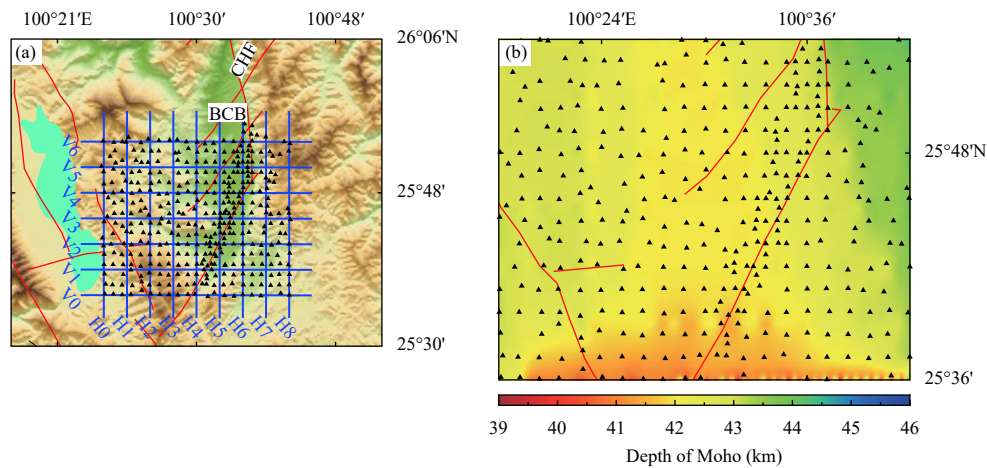 100°21′E 100°30′ 100°48′
(a)
26°06′N
CHF
BCB
V6
V5
V4
V3
V2
V1
V0
25°48′
H0 H1 H2 H3 H4 H5 H6 H7 H8
25°30′
100°24′E 100°36′
(b)
25°48′N
25°36′
39 40 41 42 43 44 45 46
Depth of Moho (km)